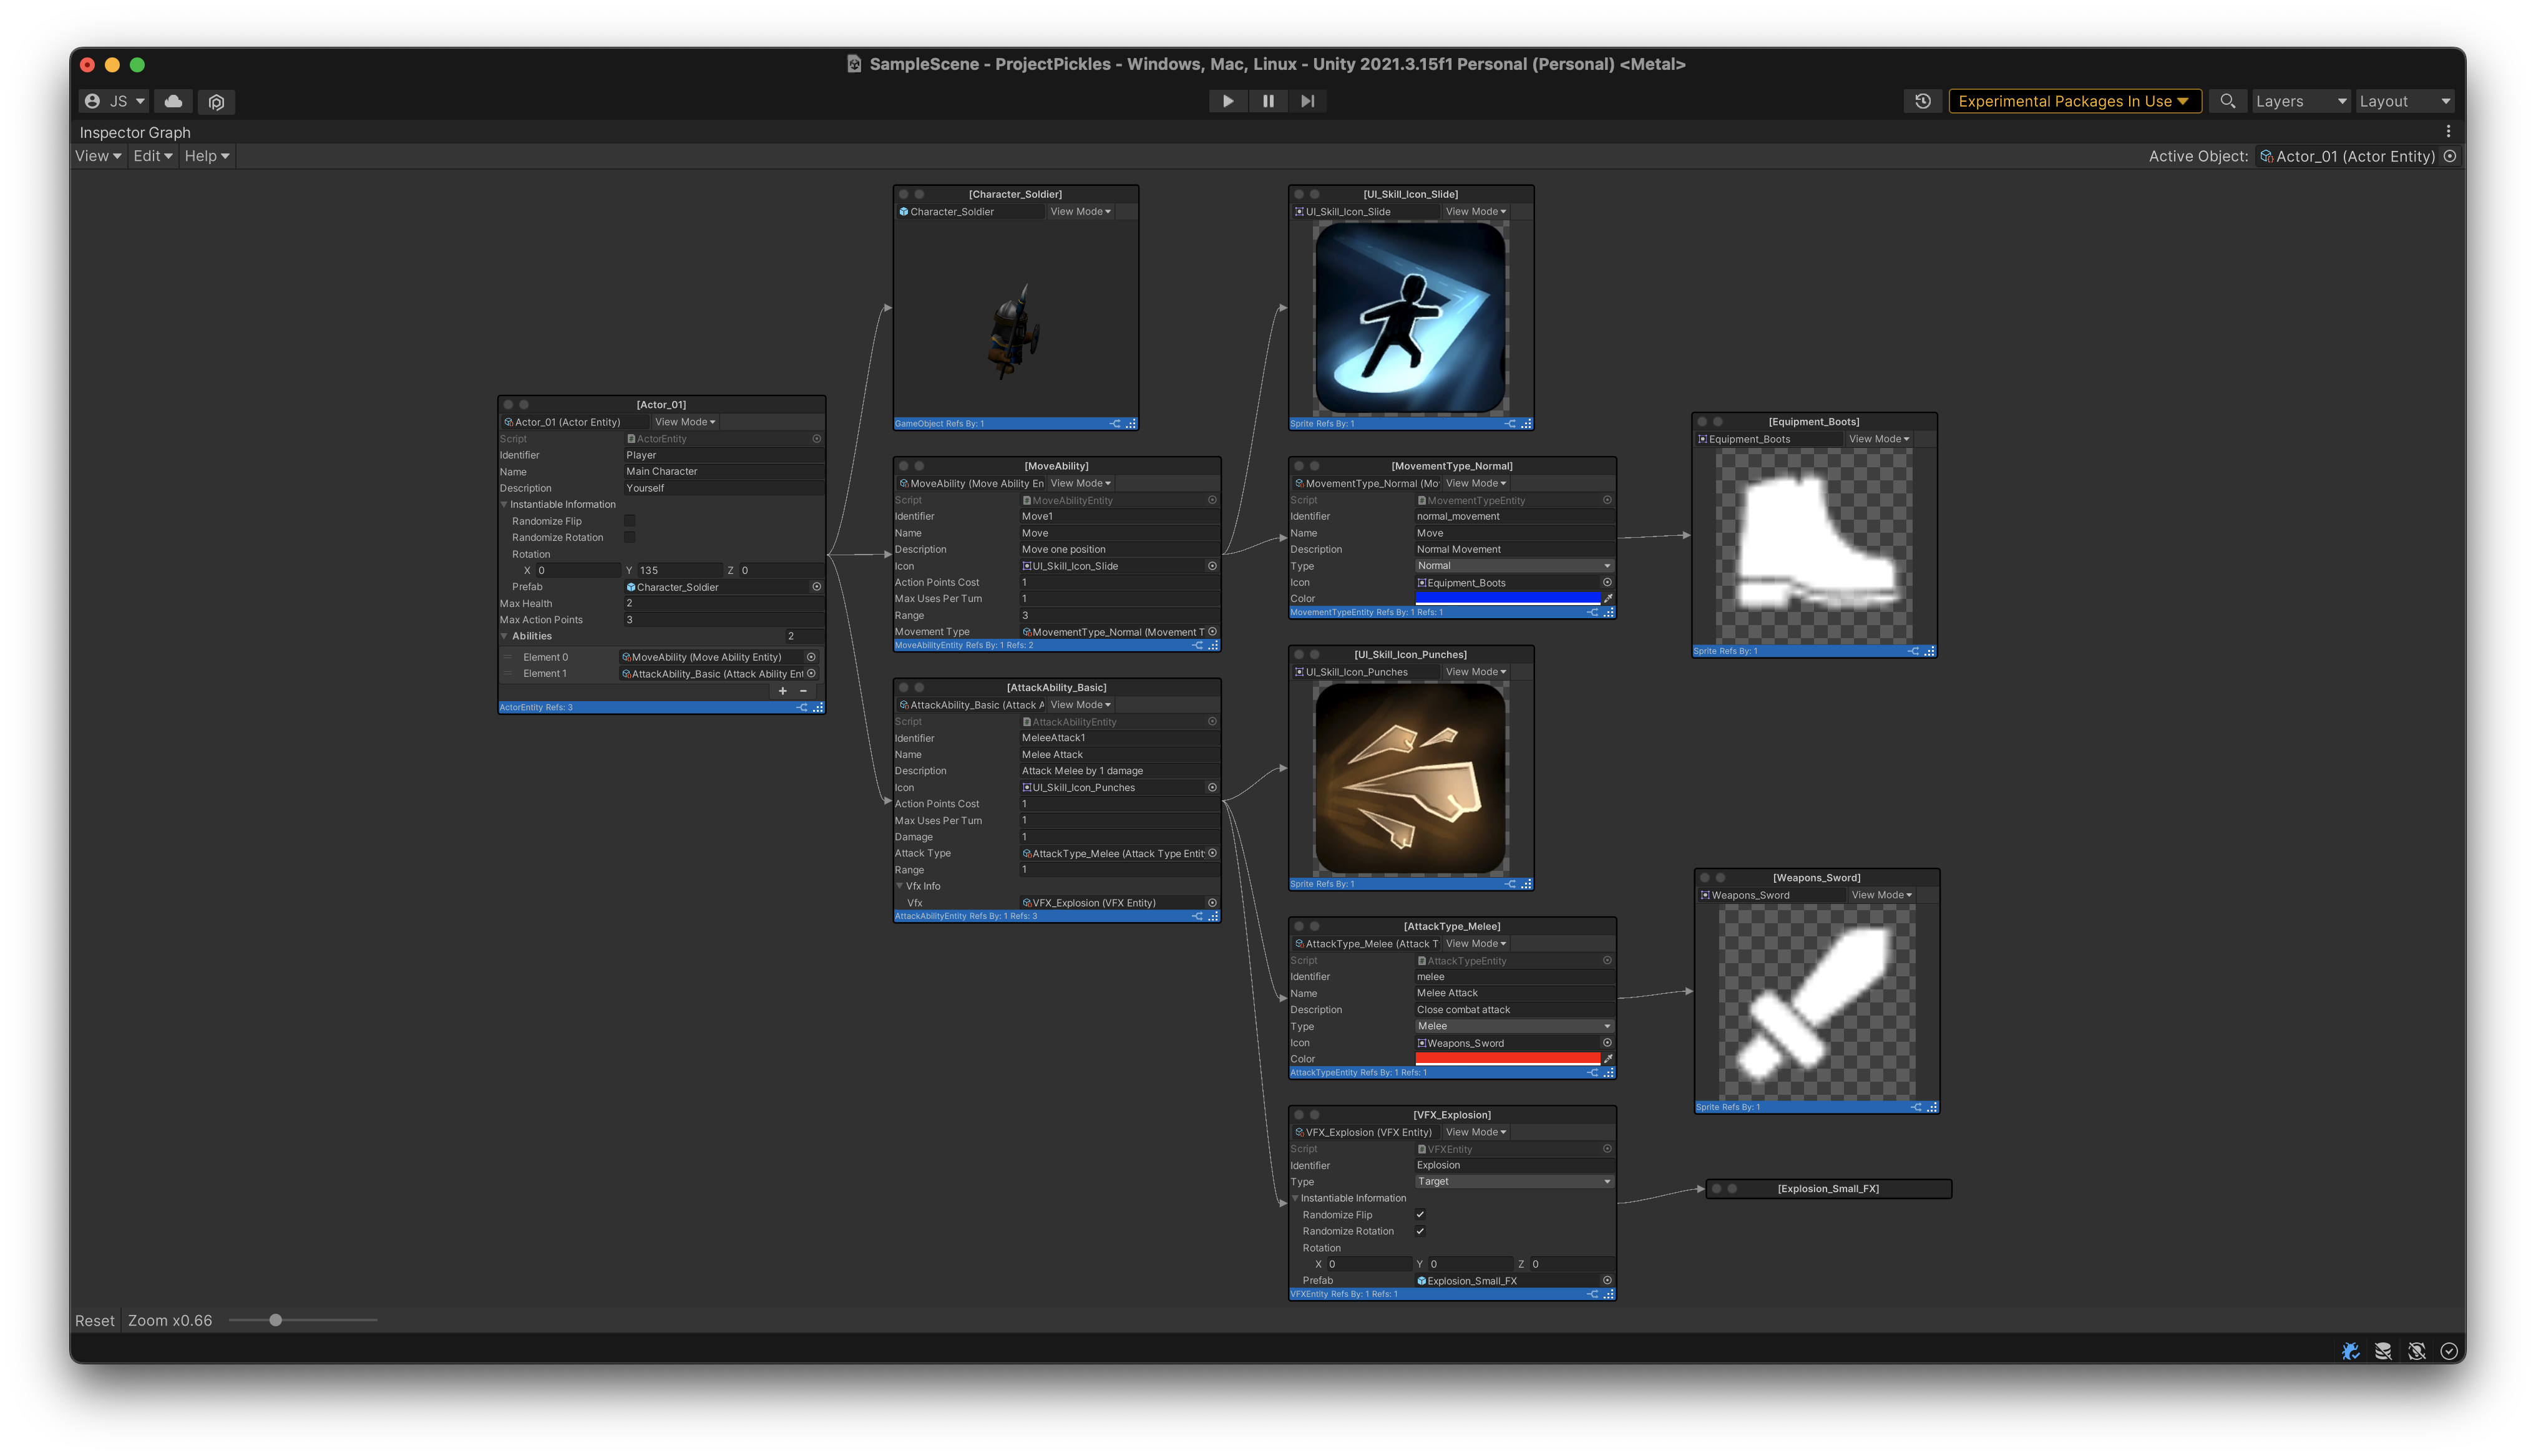 SampleScene - ProjectPickles - Windows, Mac, Linux - Unity 2021.3.15f1 Personal (Personal) <Metal>
JS
Experimental Packages In Use
Layers
Layout
Inspector Graph
View
Edit
Help
Active Object:
Actor_01 (Actor Entity)
[Actor_01]
Actor_01 (Actor Entity)
View Mode
Script
ActorEntity
Identifier
Player
Name
Main Character
Description
Yourself
Instantiable Information
Randomize Flip
Randomize Rotation
Rotation
X 0 Y 135 Z 0
Prefab
Character_Soldier
Max Health
2
Max Action Points
3
Abilities
2
Element 0
MoveAbility (Move Ability Entity)
Element 1
AttackAbility_Basic (Attack Ability Ent
+ −
ActorEntity Refs: 3
[Character_Soldier]
Character_Soldier
View Mode
GameObject Refs By: 1
[MoveAbility]
MoveAbility (Move Ability En
View Mode
Script
MoveAbilityEntity
Identifier
Move1
Name
Move
Description
Move one position
Icon
UI_Skill_Icon_Slide
Action Points Cost
1
Max Uses Per Turn
1
Range
3
Movement Type
MovementType_Normal (Movement T
MoveAbilityEntity Refs By: 1 Refs: 2
[AttackAbility_Basic]
AttackAbility_Basic (Attack A
View Mode
Script
AttackAbilityEntity
Identifier
MeleeAttack1
Name
Melee Attack
Description
Attack Melee by 1 damage
Icon
UI_Skill_Icon_Punches
Action Points Cost
1
Max Uses Per Turn
1
Damage
1
Attack Type
AttackType_Melee (Attack Type Entit
Range
1
Vfx Info
Vfx
VFX_Explosion (VFX Entity)
AttackAbilityEntity Refs By: 1 Refs: 3
[UI_Skill_Icon_Slide]
UI_Skill_Icon_Slide
View Mode
Sprite Refs By: 1
[MovementType_Normal]
MovementType_Normal (Mo
View Mode
Script
MovementTypeEntity
Identifier
normal_movement
Name
Move
Description
Normal Movement
Type
Normal
Icon
Equipment_Boots
Color
MovementTypeEntity Refs By: 1 Refs: 1
[UI_Skill_Icon_Punches]
UI_Skill_Icon_Punches
View Mode
Sprite Refs By: 1
[AttackType_Melee]
AttackType_Melee (Attack T
View Mode
Script
AttackTypeEntity
Identifier
melee
Name
Melee Attack
Description
Close combat attack
Type
Melee
Icon
Weapons_Sword
Color
AttackTypeEntity Refs By: 1 Refs: 1
[VFX_Explosion]
VFX_Explosion (VFX Entity)
View Mode
Script
VFXEntity
Identifier
Explosion
Type
Target
Instantiable Information
Randomize Flip
Randomize Rotation
Rotation
X 0 Y 0 Z 0
Prefab
Explosion_Small_FX
VFXEntity Refs By: 1 Refs: 1
[Equipment_Boots]
Equipment_Boots
View Mode
Sprite Refs By: 1
[Weapons_Sword]
Weapons_Sword
View Mode
Sprite Refs By: 1
[Explosion_Small_FX]
Reset
Zoom x0.66